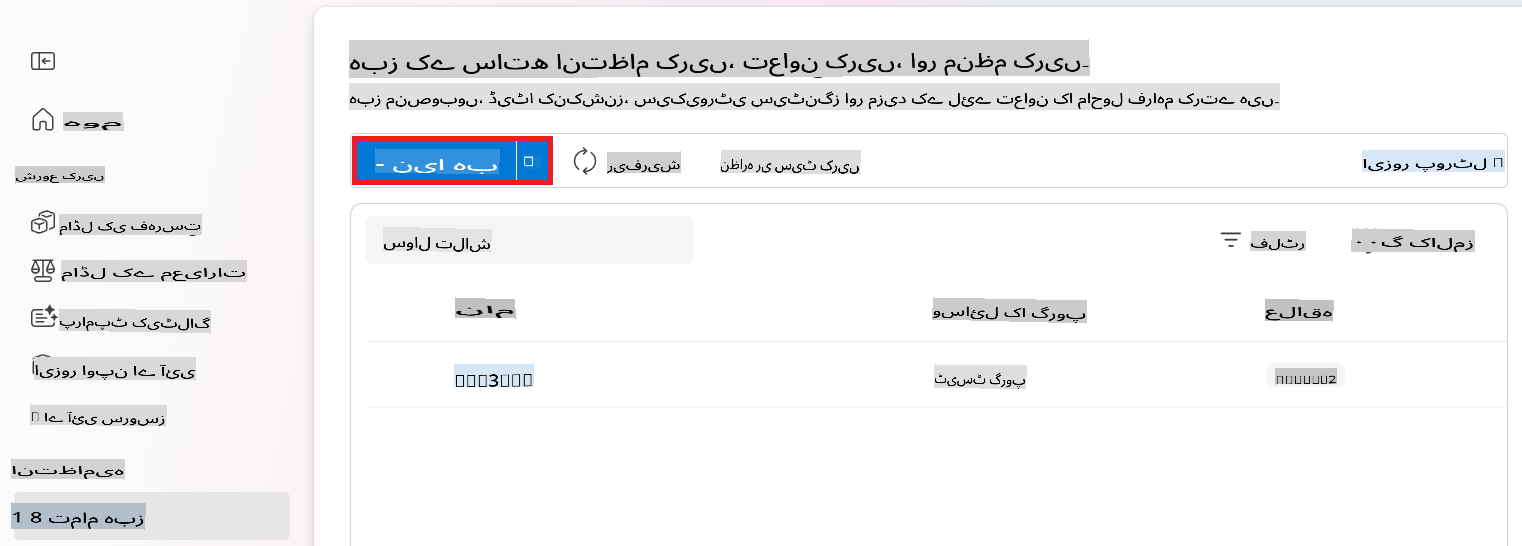 ہبز کے ساتھ انتظام کریں، تعاون کریں، اور منظم کریں۔
ہبز منصوبوں، ڈیٹا کنکشنز، سیکیورٹی سیٹنگز اور مزید کے لئے تعاون کا ماحول فراہم کرتے ہیں۔
ہوم
شروع کریں
ماڈل کی فہرست
ماڈل کے معیارات
پرامپٹ کیٹلاگ
ایزور اوپن اے آئی
اے آئی سروسز
انتظامیہ
1 8 تمام ہبز
- نیا ہب
ریفریش
نظارہ ری سیٹ کریں
ایزور پورٹل
سوال تلاش
فلٹر
کالمز
نام
وسائل کا گروپ
علاقہ
3
ٹیسٹ گروپ
2